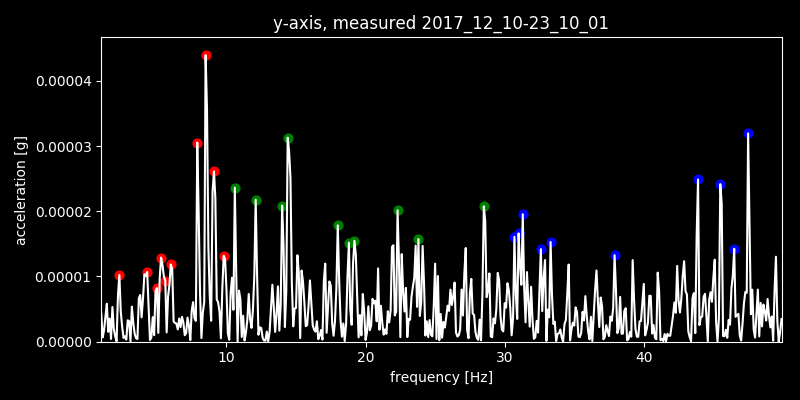 y-axis, measured 2017_12_10-23_10_01
0.00004
0.00003
0.00002
0.00001
0.00000
acceleration [g]
10 20 30 40
frequency [Hz]